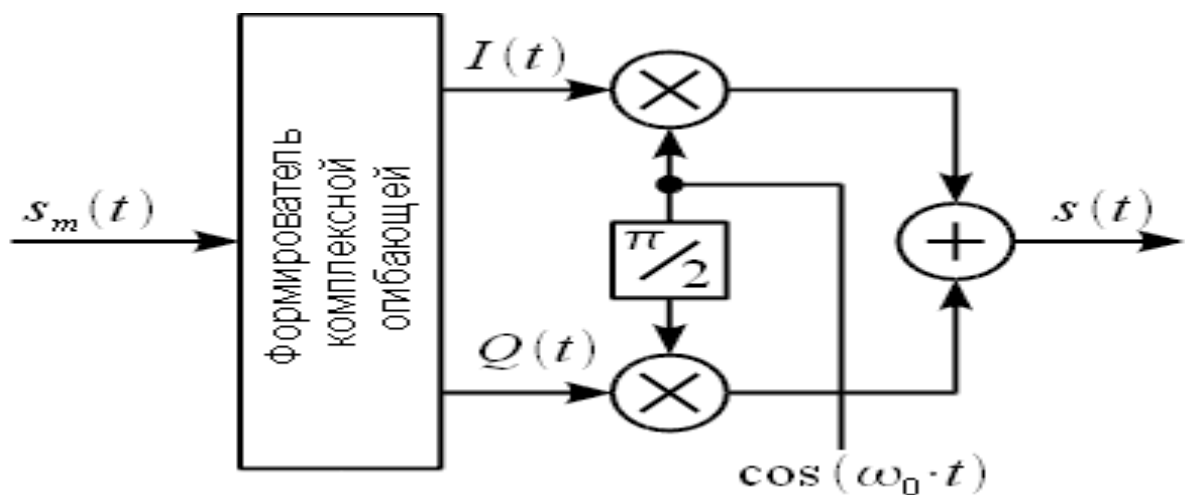 s_m(t)
Формирователь
комплексной
огибающей
I(t)
Q(t)
π/2
cos(ω₀·t)
s(t)